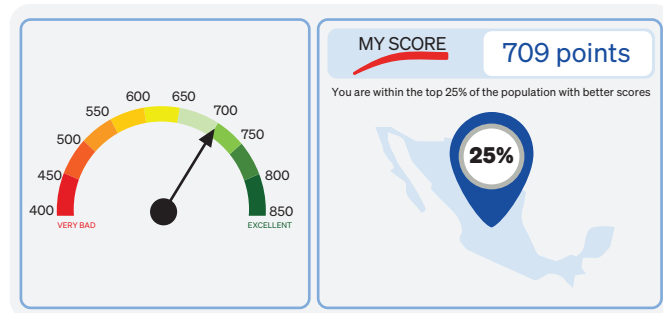 600
650
550
700
500
750
450
800
400
850
VERY BAD
EXCELLENT
MY SCORE
709 points
You are within the top 25% of the population with better scores
25%